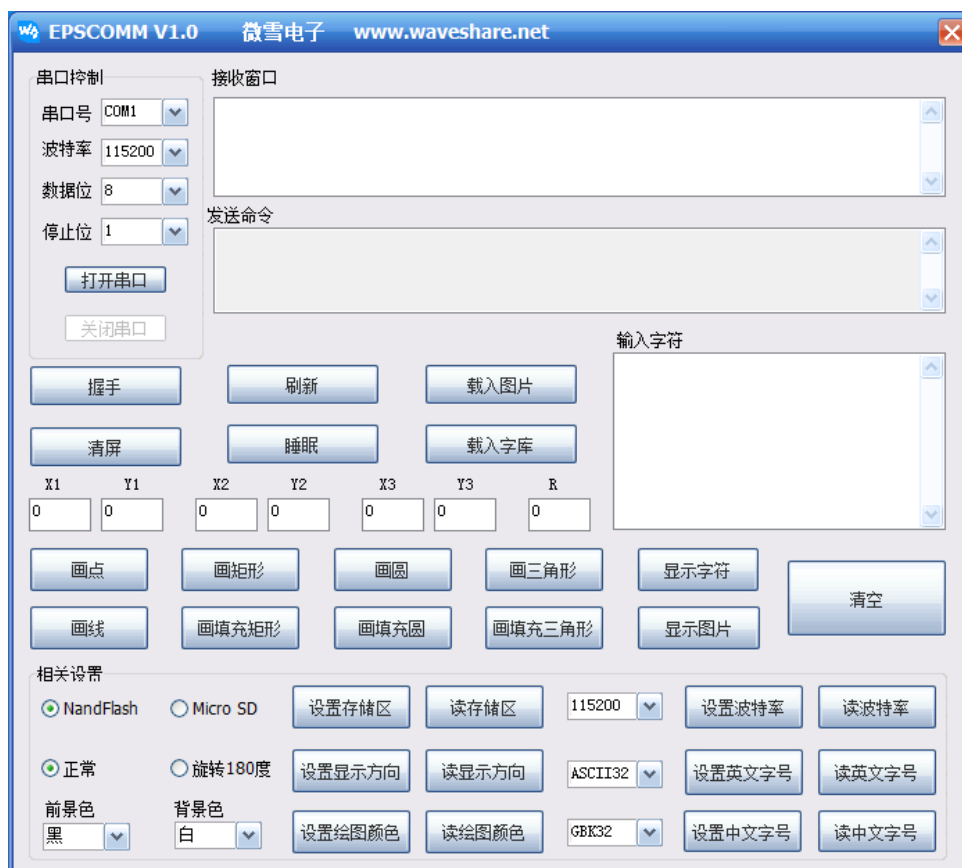 EPSCOMM V1.0 微雪电子 www.waveshare.net
串口控制
串口号 COM1
波特率 115200
数据位 8
停止位 1
打开串口
关闭串口
接收窗口
发送命令
输入字符
握手 刷新 载入图片
清屏 睡眠 载入字库
X1 Y1 X2 Y2 X3 Y3 R
0 0 0 0 0 0 0
画点 画矩形 画圆 画三角形 显示字符
清空
画线 画填充矩形 画填充圆 画填充三角形 显示图片
相关设置
NandFlash Micro SD 设置存储区 读存储区 115200 设置波特率 读波特率
正常 旋转180度 设置显示方向 读显示方向 ASCII32 设置英文字号 读英文字号
前景色 背景色
黑 白 设置绘图颜色 读绘图颜色 GBK32 设置中文字号 读中文字号